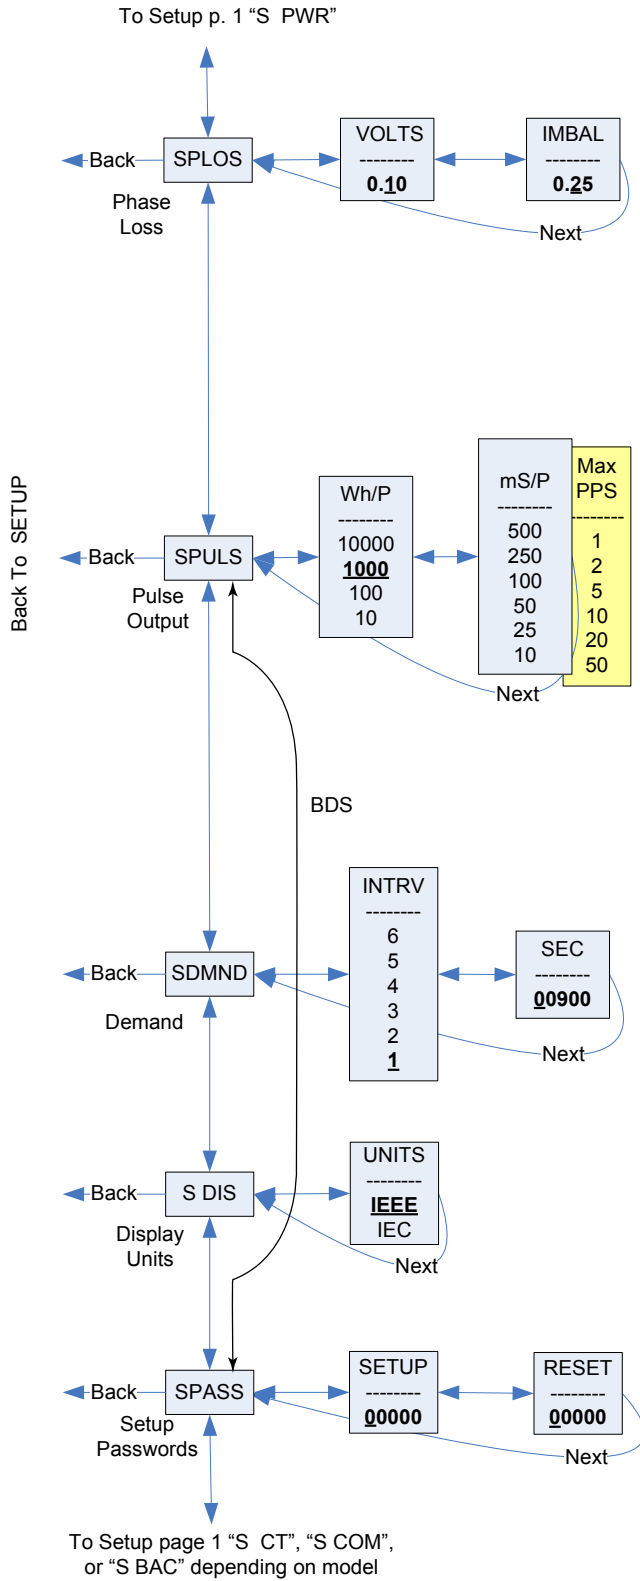 To Setup p. 1 “S PWR”
Back
SPLOS
Phase
Loss
VOLTS
--------
0.10
IMBAL
--------
0.25
Next
Back To SETUP
Back
SPULS
Pulse
Output
Wh/P
--------
10000
1000
100
10
mS/P
--------
500
250
100
50
25
10
Max
PPS
--------
1
2
5
10
20
50
Next
BDS
Back
SDMND
Demand
INTRV
--------
6
5
4
3
2
1
SEC
--------
00900
Next
Back
S DIS
Display
Units
UNITS
--------
IEEE
IEC
Next
Back
SPASS
Setup
Passwords
SETUP
--------
00000
RESET
--------
00000
Next
To Setup page 1 “S CT”, “S COM”,
or “S BAC” depending on model